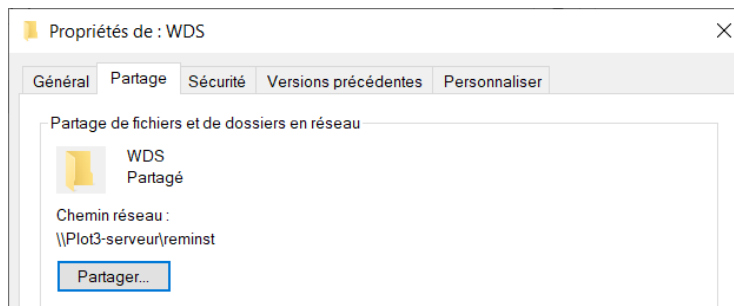 Propriétés de : WDS
Général
Partage
Sécurité
Versions précédentes
Personnaliser
Partage de fichiers et de dossiers en réseau
WDS
Partagé
Chemin réseau :
\\Plot3-serveur\reminst
Partager...